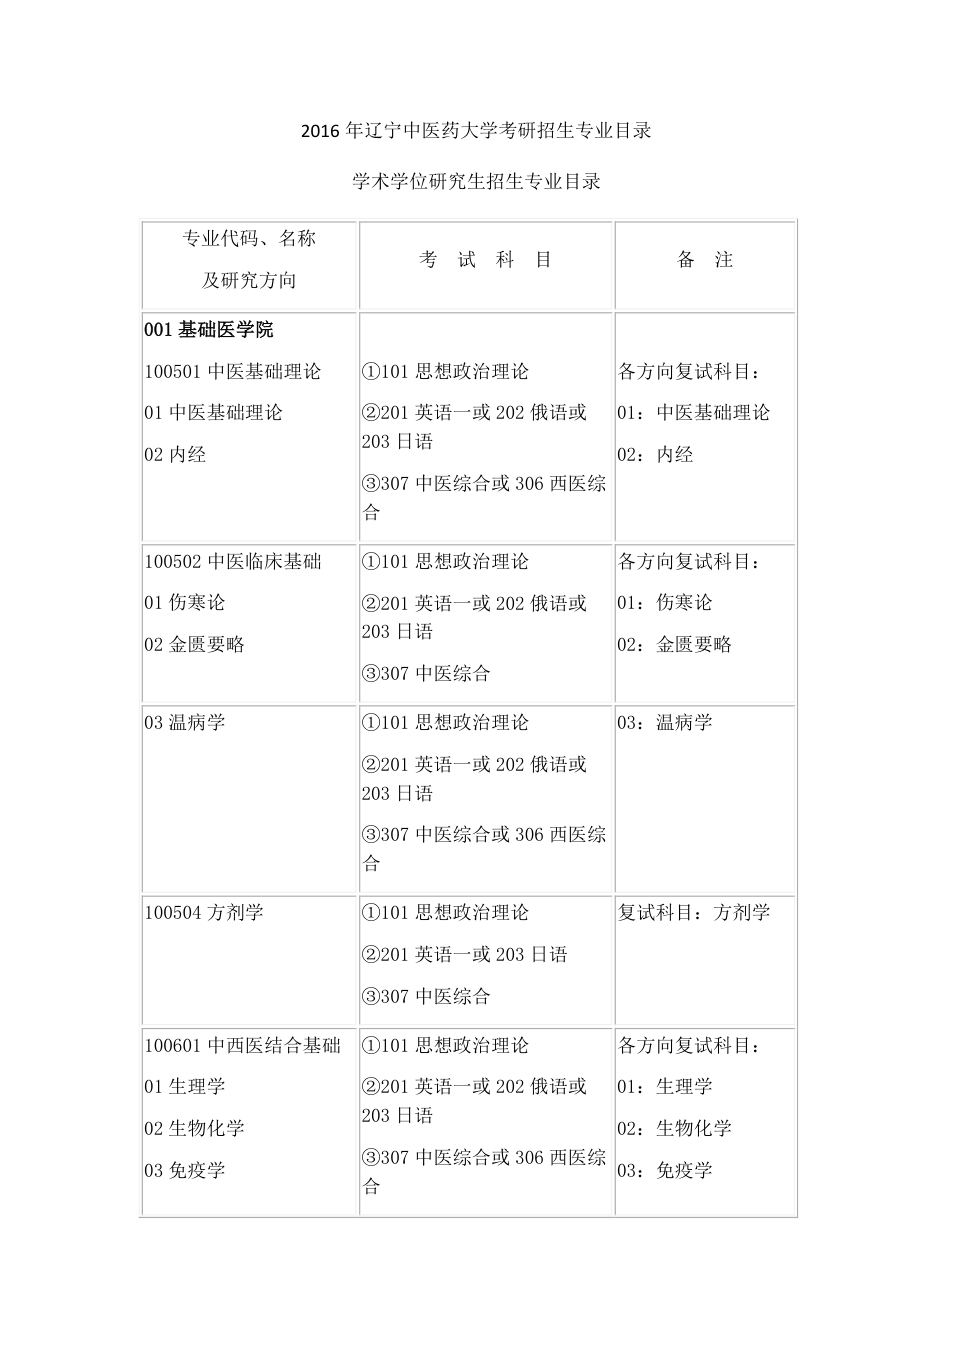 2016 年辽宁中医药大学考研招生专业目录
学术学位研究生招生专业目录
专业代码、名称
及研究方向
考 试 科 目
备 注
001 基础医学院
100501 中医基础理论
01 中医基础理论
02 内经
①101 思想政治理论
②201 英语一或 202 俄语或
203 日语
③307 中医综合或 306 西医综
合
各方向复试科目：
01：中医基础理论
02：内经
100502 中医临床基础
01 伤寒论
02 金匮要略
①101 思想政治理论
②201 英语一或 202 俄语或
203 日语
③307 中医综合
各方向复试科目：
01：伤寒论
02：金匮要略
03 温病学
①101 思想政治理论
②201 英语一或 202 俄语或
203 日语
③307 中医综合或 306 西医综
合
03：温病学
100504 方剂学
①101 思想政治理论
②201 英语一或 203 日语
③307 中医综合
复试科目：方剂学
100601 中西医结合基础
01 生理学
02 生物化学
03 免疫学
①101 思想政治理论
②201 英语一或 202 俄语或
203 日语
③307 中医综合或 306 西医综
合
各方向复试科目：
01：生理学
02：生物化学
03：免疫学